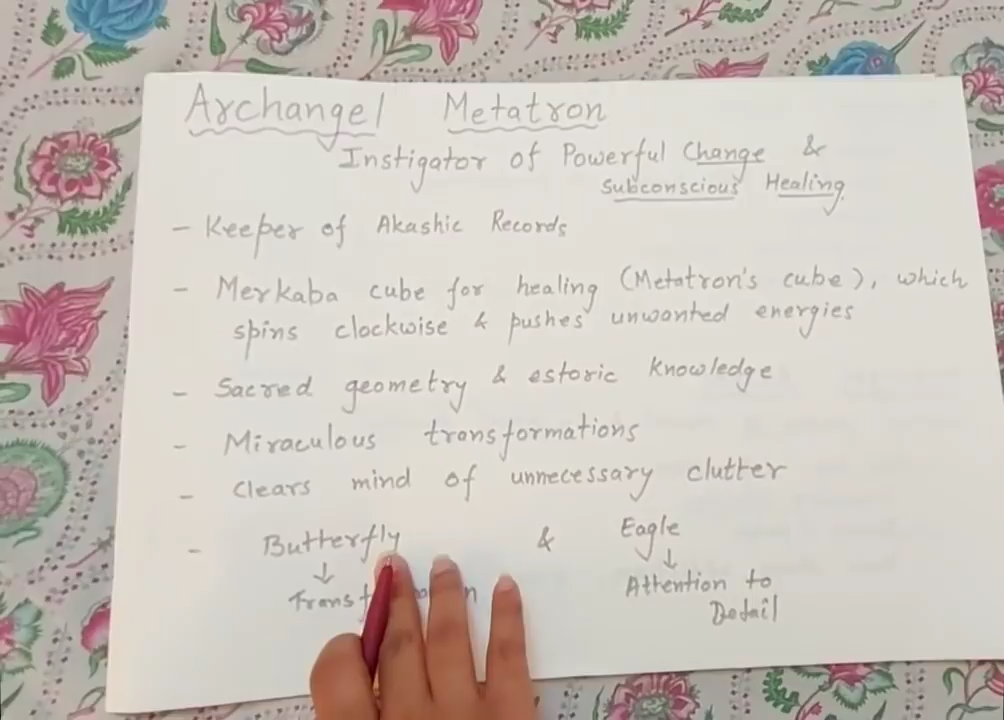 Archangel Metatron
Instigator of Powerful Change &
Subconscious Healing.
- Keeper of Akashic Records
- Merkaba cube for healing (Metatron's cube), which
spins clockwise & pushes unwanted energies
- Sacred geometry & estoric knowledge
- Miraculous transformations
- Clears mind of unnecessary clutter
- Butterfly & Eagle
↓ ↓
Attention to
Detail